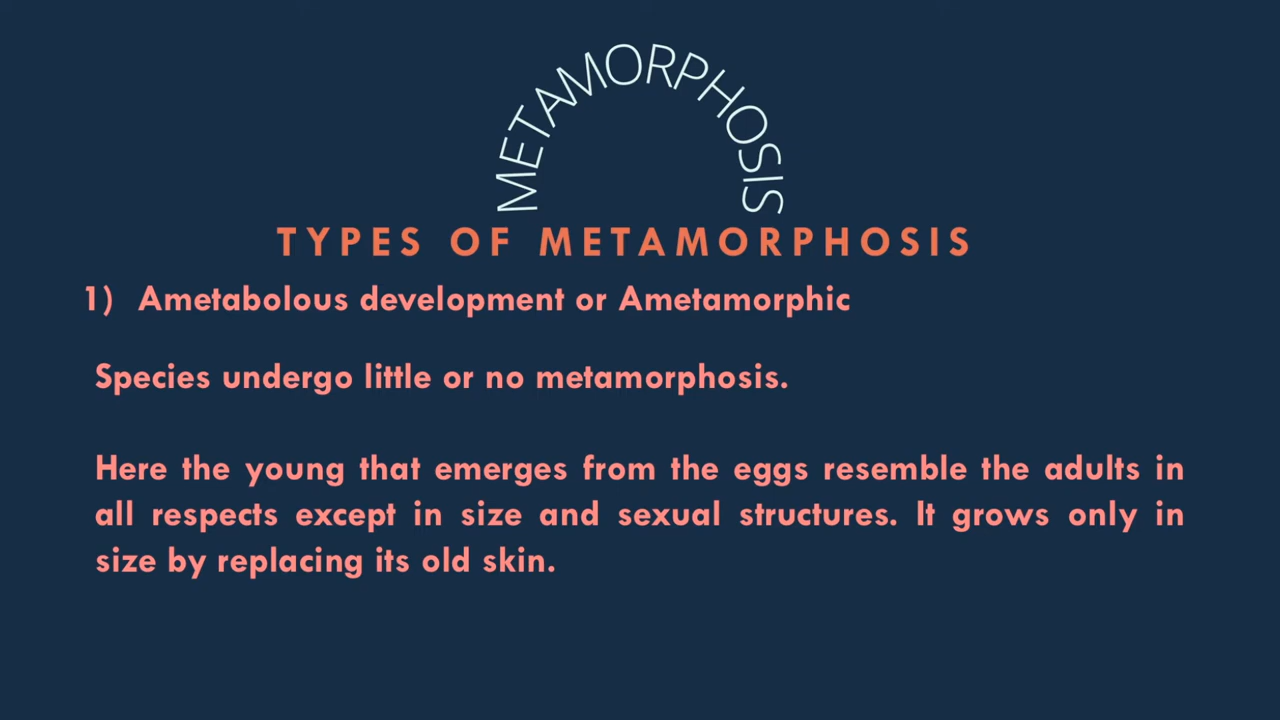 METAMORPHOSIS
TYPES OF METAMORPHOSIS
1) Ametabolous development or Ametamorphic
Species undergo little or no metamorphosis.
Here the young that emerges from the eggs resemble the adults in
all respects except in size and sexual structures. It grows only in
size by replacing its old skin.